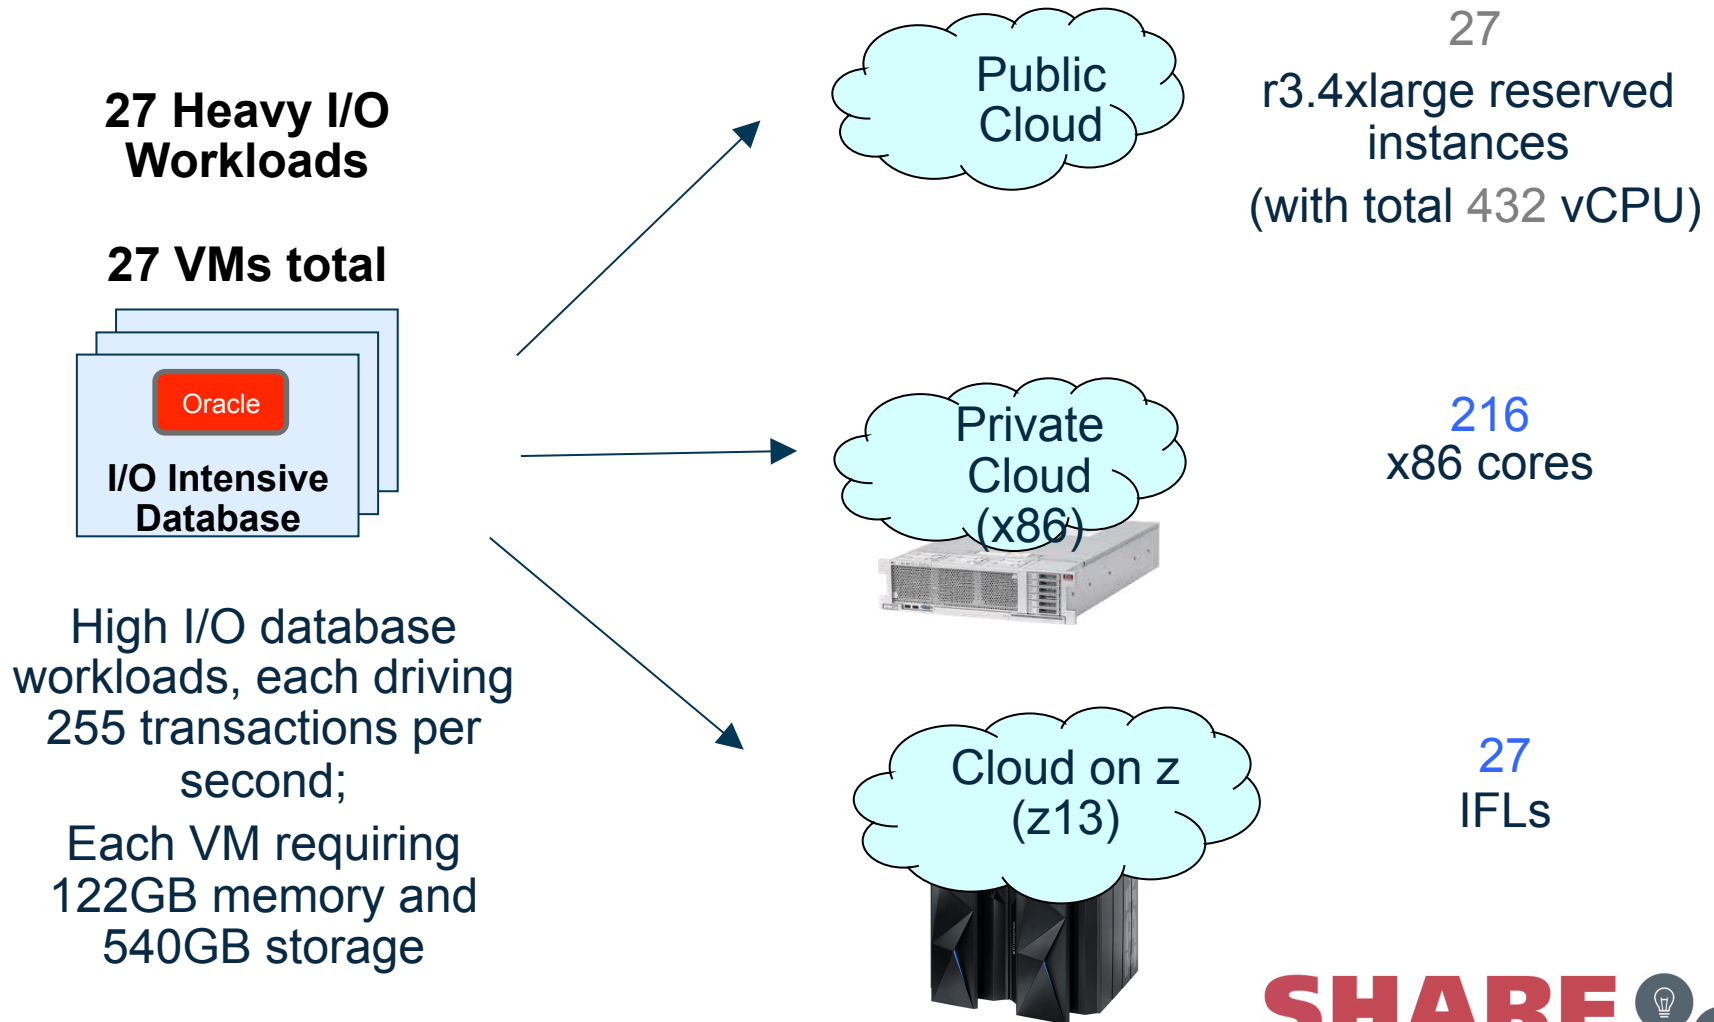 27 Heavy I/O
Workloads
27 VMs total
Oracle
I/O Intensive
Database
High I/O database
workloads, each driving
255 transactions per
second;
Each VM requiring
122GB memory and
540GB storage
Public
Cloud
27
r3.4xlarge reserved
instances
(with total 432 vCPU)
Private
Cloud
(x86)
216
x86 cores
Cloud on z
(z13)
27
IFLs
SHARE